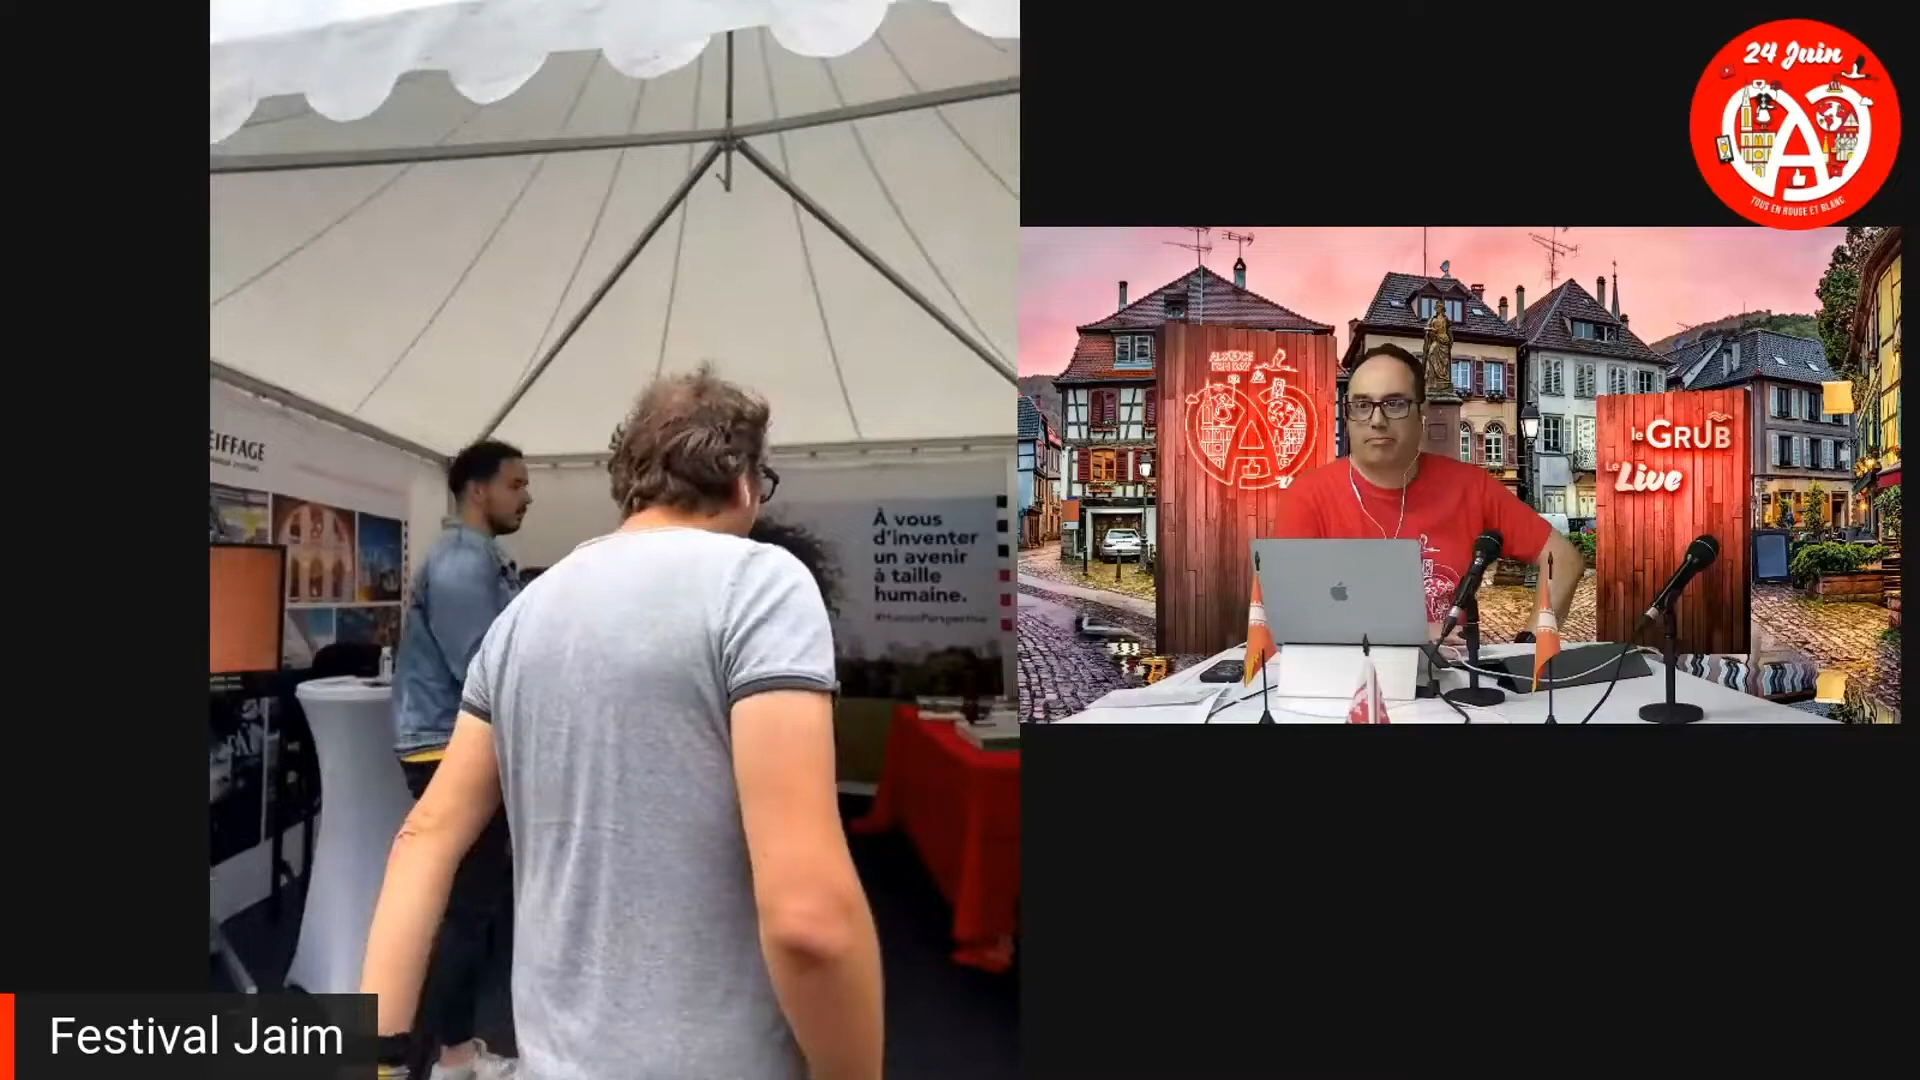 24 Juin
TOUS EN ROUGE ET BLANC
EIFFAGE
À vous
d'inventer
un avenir
à taille
humaine.
#HumanPerspective
le GRUB
Le Live
Festival Jaim